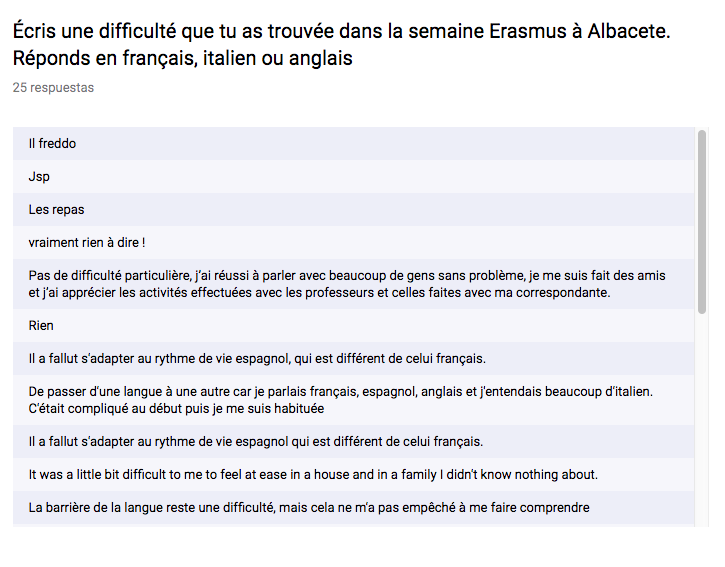 Écris une difficulté que tu as trouvée dans la semaine Erasmus à Albacete.
Réponds en français, italien ou anglais
25 respuestas
Il freddo
Jsp
Les repas
vraiment rien à dire !
Pas de difficulté particulière, j'ai réussi à parler avec beaucoup de gens sans problème, je me suis fait des amis
et j'ai apprécier les activités effectuées avec les professeurs et celles faites avec ma correspondante.
Rien
Il a fallut s'adapter au rythme de vie espagnol, qui est différent de celui français.
De passer d'une langue à une autre car je parlais français, espagnol, anglais et j'entendais beaucoup d'italien.
C'était compliqué au début puis je me suis habituée
Il a fallut s'adapter au rythme de vie espagnol qui est différent de celui français.
It was a little bit difficult to me to feel at ease in a house and in a family I didn't know nothing about.
La barrière de la langue reste une difficulté, mais cela ne m'a pas empêché à me faire comprendre